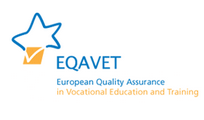 EQAVET
European Quality Assurance
in Vocational Education and Training